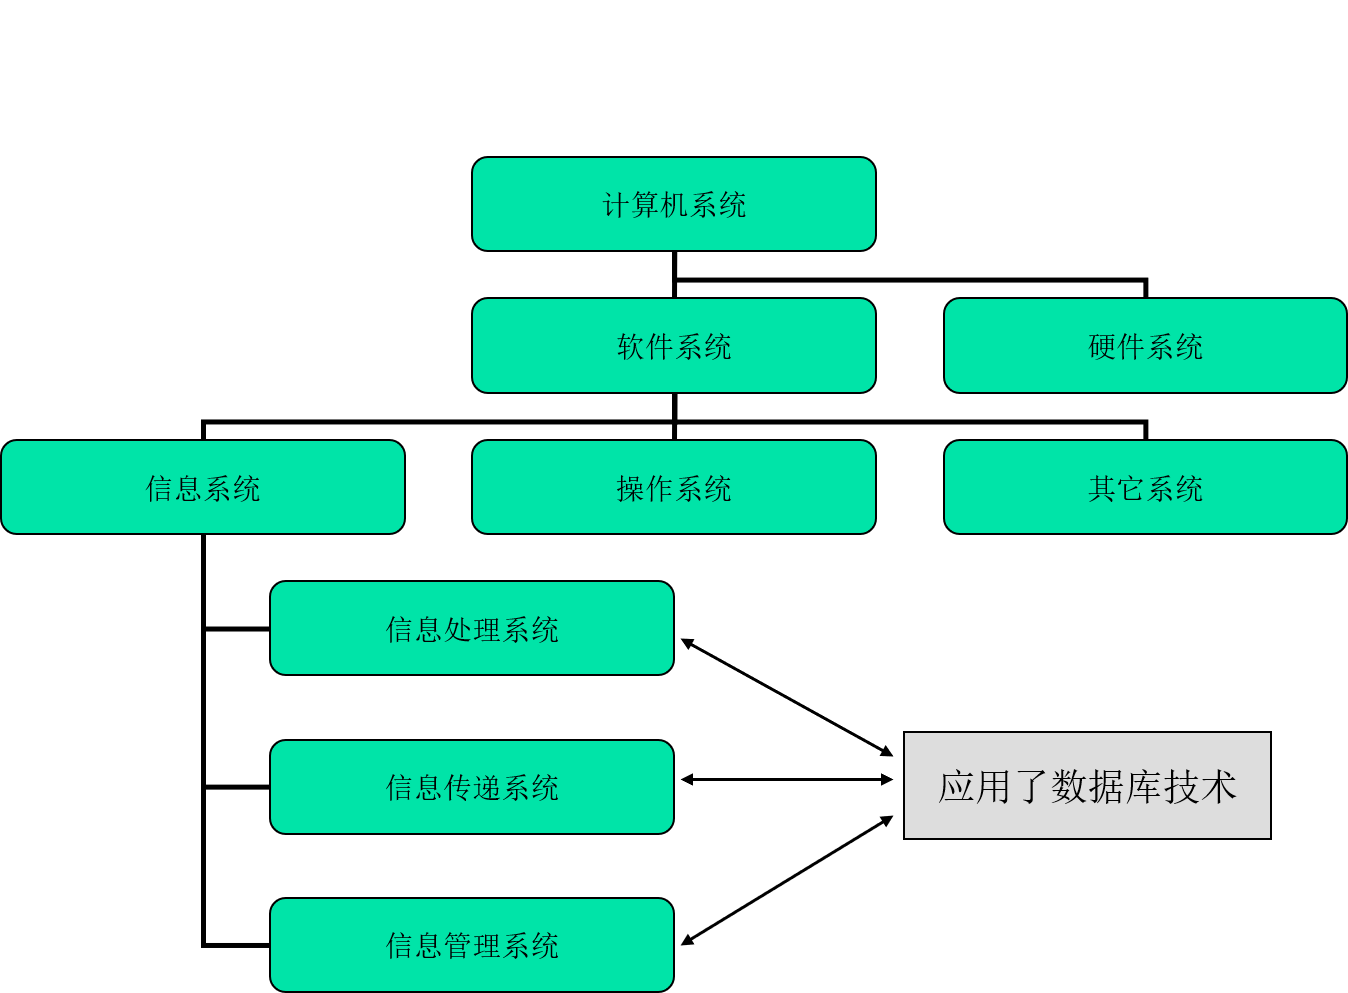 计算机系统
软件系统
硬件系统
信息系统
操作系统
其它系统
信息处理系统
信息传递系统
应用了数据库技术
信息管理系统